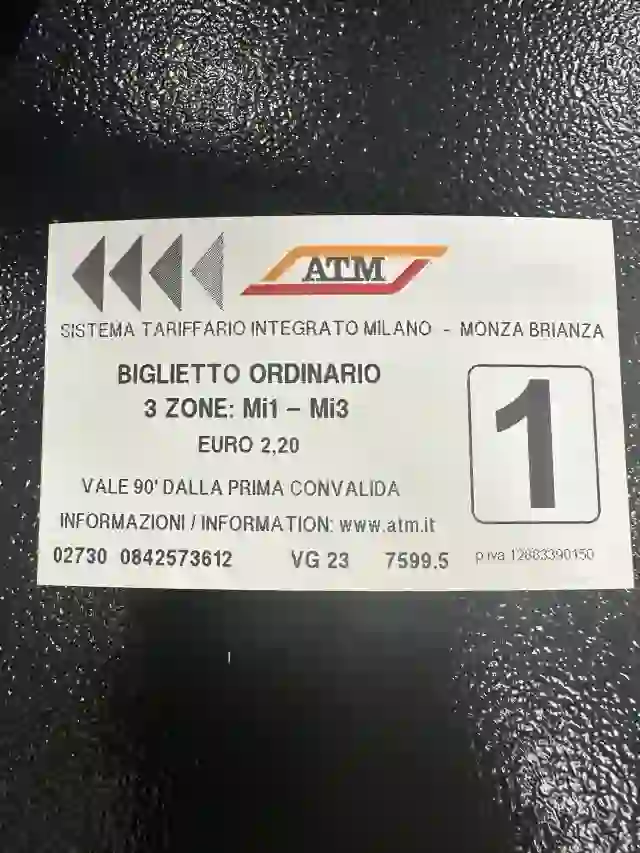 ATM
SISTEMA TARIFFARIO INTEGRATO MILANO - MONZA BRIANZA
BIGLIETTO ORDINARIO
3 ZONE: Mi1 – Mi3
EURO 2,20
1
VALE 90' DALLA PRIMA CONVALIDA
INFORMAZIONI / INFORMATION: www.atm.it
02730 0842573612 VG 23 7599.5 p.iva 12883390150